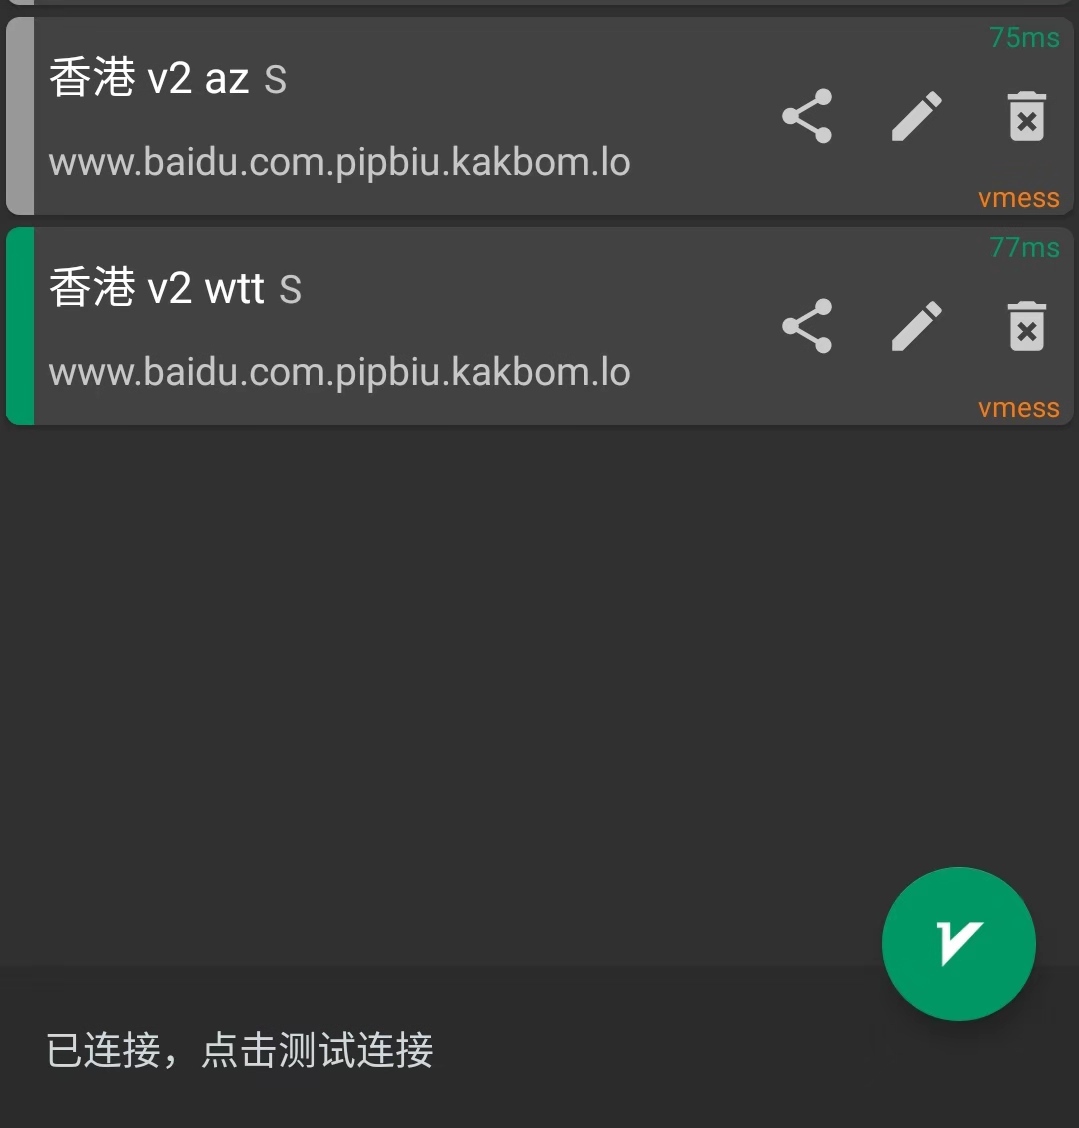 75ms
香港 v2 az S
www.baidu.com.pipbiu.kakbom.lo
vmess
77ms
香港 v2 wtt S
www.baidu.com.pipbiu.kakbom.lo
vmess
已连接，点击测试连接